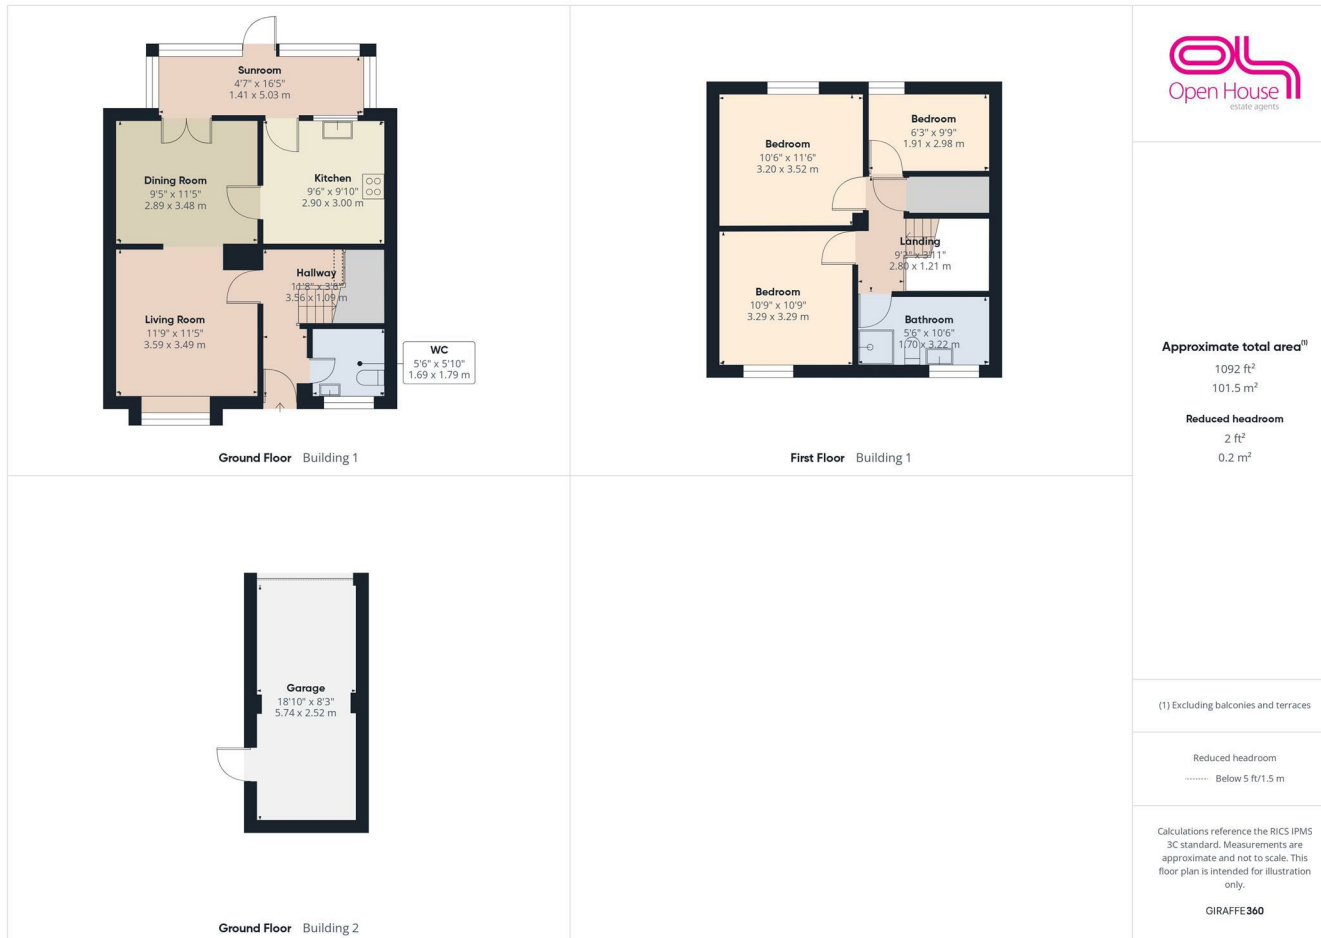 Sunroom
4'7" x 16'5"
1.41 x 5.03 m
Dining Room
9'5" x 11'5"
2.89 x 3.48 m
Kitchen
9'6" x 9'10"
2.90 x 3.00 m
Hallway
11'8" x 3'6"
3.56 x 1.09 m
Living Room
11'9" x 11'5"
3.59 x 3.49 m
WC
5'6" x 5'10"
1.69 x 1.79 m
Ground Floor Building 1
Bedroom
10'6" x 11'6"
3.20 x 3.52 m
Bedroom
6'3" x 9'9"
1.91 x 2.98 m
Landing
9'2" x 3'11"
2.80 x 1.21 m
Bedroom
10'9" x 10'9"
3.29 x 3.29 m
Bathroom
5'6" x 10'6"
1.70 x 3.22 m
First Floor Building 1
Garage
18'10" x 8'3"
5.74 x 2.52 m
Ground Floor Building 2
Open House
estate agents
Approximate total area(1)
1092 ft²
101.5 m²
Reduced headroom
2 ft²
0.2 m²
(1) Excluding balconies and terraces
Reduced headroom
Below 5 ft/1.5 m
Calculations reference the RICS IPMS
3C standard. Measurements are
approximate and not to scale. This
floor plan is intended for illustration
only.
GIRAFFE360